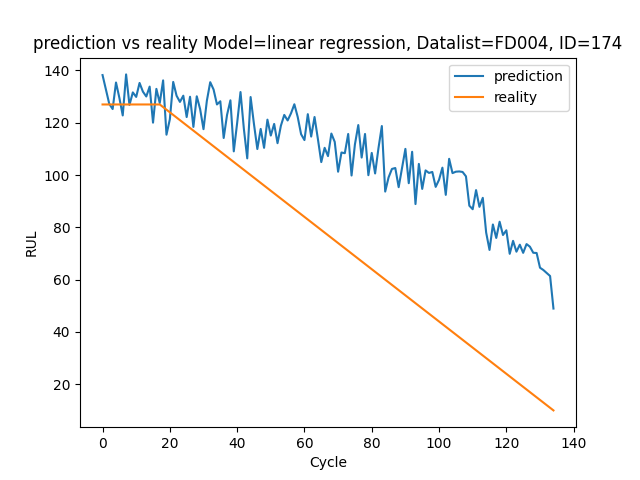 prediction vs reality Model=linear regression, Datalist=FD004, ID=174
prediction
reality
RUL
140
120
100
80
60
40
20
0 20 40 60 80 100 120 140
Cycle